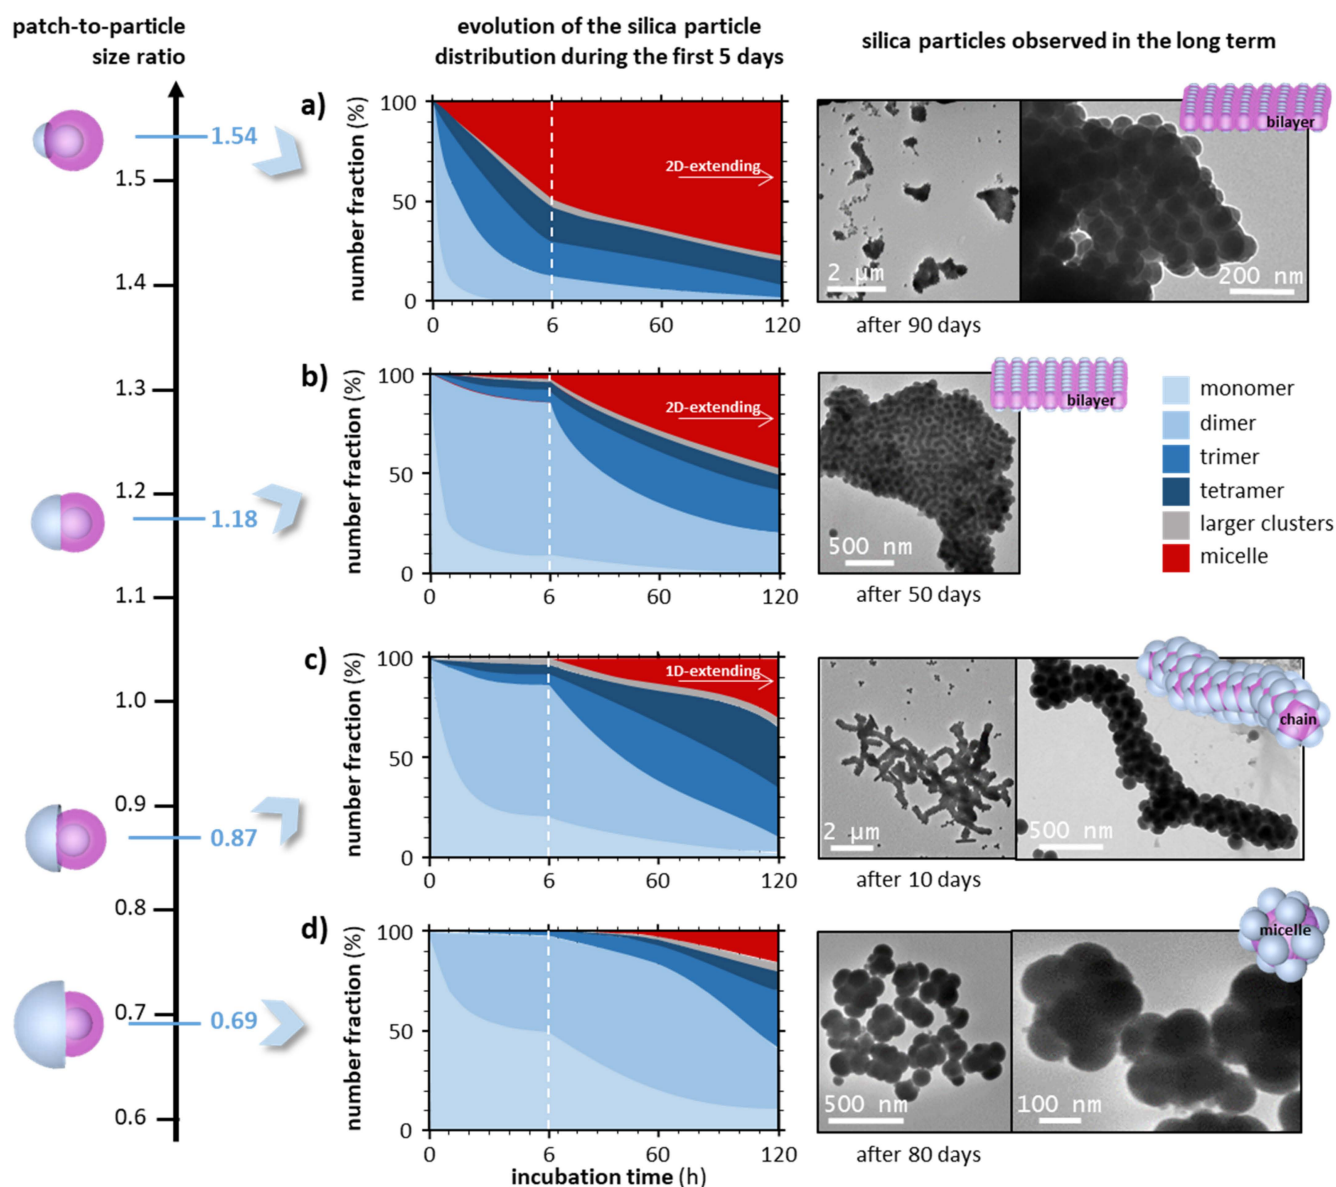 patch-to-particle
size ratio
evolution of the silica particle
distribution during the first 5 days
silica particles observed in the long term
1.54
1.5
1.4
1.3
1.2
1.18
1.1
1.0
0.9
0.87
0.8
0.7
0.69
0.6
a)
number fraction (%)
100
50
0
2D-extending
0
6
60
120
2 µm
200 nm
bilayer
after 90 days
b)
number fraction (%)
100
50
0
2D-extending
0
6
60
120
500 nm
bilayer
after 50 days
monomer
dimer
trimer
tetramer
larger clusters
micelle
c)
number fraction (%)
100
50
0
1D-extending
0
6
60
120
2 µm
500 nm
chain
after 10 days
d)
number fraction (%)
100
50
0
0
6
60
120
incubation time (h)
500 nm
100 nm
micelle
after 80 days